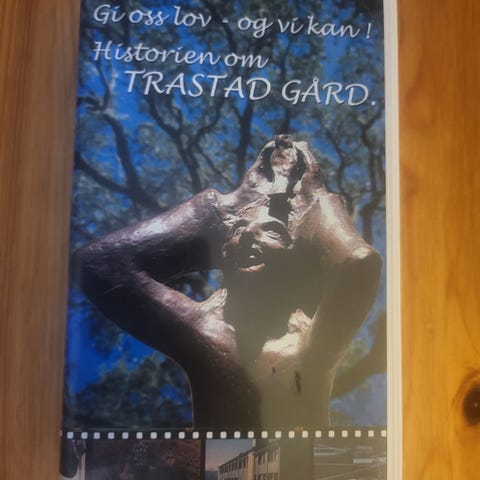 Gi oss lov - og vi kan!
Historien om
TRASTAD GÅRD.